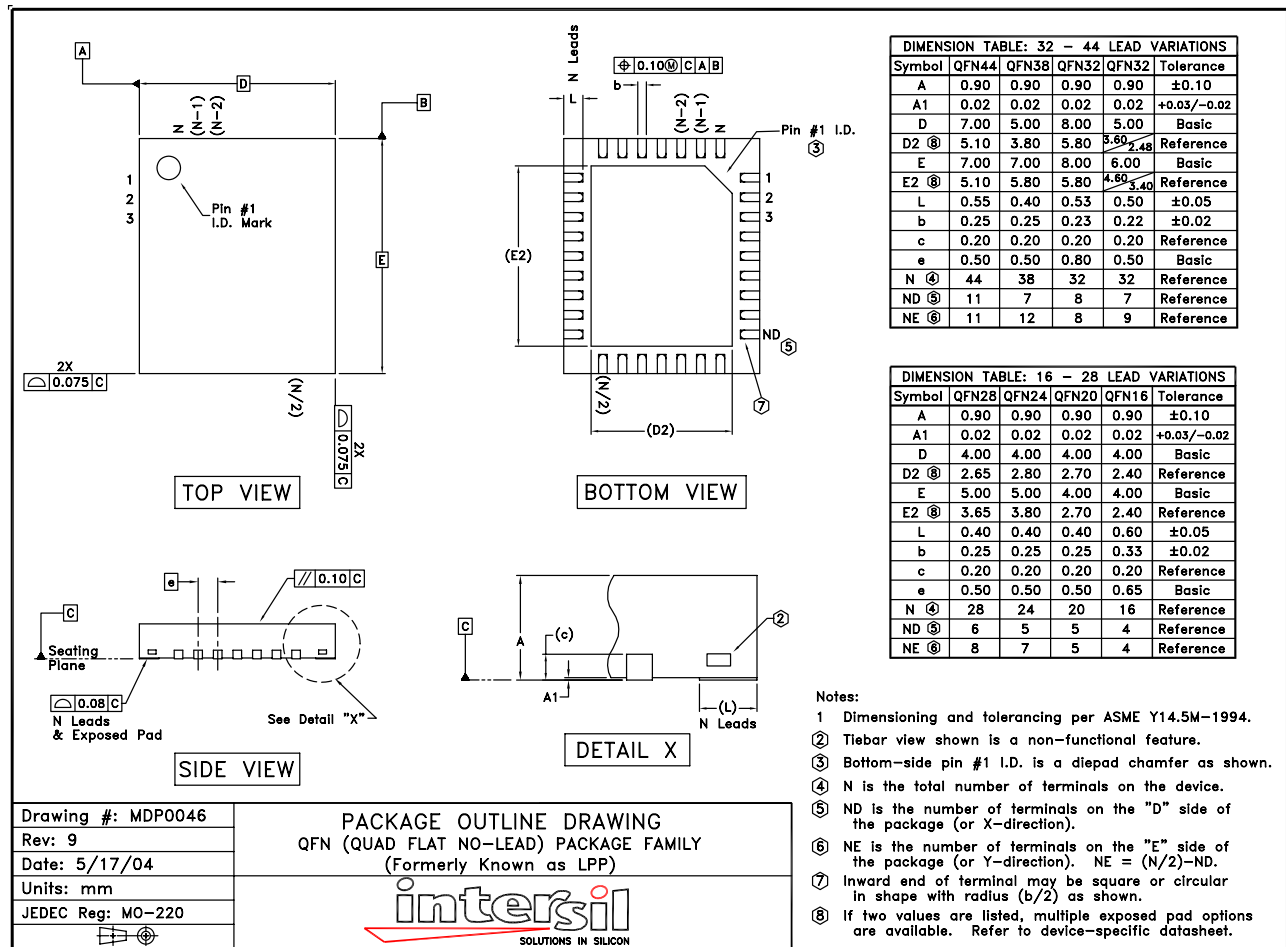 A
D
B
N
(N-1)
(N-2)
1
2
3
Pin #1
I.D. Mark
E
2X
⌓ 0.075 C
(N/2)
2X
⌓ 0.075 C
TOP VIEW
N Leads
L
b
⌖ 0.10Ⓜ C A B
(N-2)
(N-1)
N
Pin #1 I.D.
③
1
2
3
(E2)
ND
⑤
(N/2)
⑦
(D2)
BOTTOM VIEW
e
// 0.10 C
C
Seating
Plane
⌓ 0.08 C
N Leads
& Exposed Pad
See Detail "X"
SIDE VIEW
C
A
(c)
②
A1
(L)
N Leads
DETAIL X
DIMENSION TABLE: 32 – 44 LEAD VARIATIONS
Symbol QFN44 QFN38 QFN32 QFN32 Tolerance
A 0.90 0.90 0.90 0.90 ±0.10
A1 0.02 0.02 0.02 0.02 +0.03/-0.02
D 7.00 5.00 8.00 5.00 Basic
D2 ⑧ 5.10 3.80 5.80 3.60/2.48 Reference
E 7.00 7.00 8.00 6.00 Basic
E2 ⑧ 5.10 5.80 5.80 4.60/3.40 Reference
L 0.55 0.40 0.53 0.50 ±0.05
b 0.25 0.25 0.23 0.22 ±0.02
c 0.20 0.20 0.20 0.20 Reference
e 0.50 0.50 0.80 0.50 Basic
N ④ 44 38 32 32 Reference
ND ⑤ 11 7 8 7 Reference
NE ⑥ 11 12 8 9 Reference
DIMENSION TABLE: 16 – 28 LEAD VARIATIONS
Symbol QFN28 QFN24 QFN20 QFN16 Tolerance
A 0.90 0.90 0.90 0.90 ±0.10
A1 0.02 0.02 0.02 0.02 +0.03/-0.02
D 4.00 4.00 4.00 4.00 Basic
D2 ⑧ 2.65 2.80 2.70 2.40 Reference
E 5.00 5.00 4.00 4.00 Basic
E2 ⑧ 3.65 3.80 2.70 2.40 Reference
L 0.40 0.40 0.40 0.60 ±0.05
b 0.25 0.25 0.25 0.33 ±0.02
c 0.20 0.20 0.20 0.20 Reference
e 0.50 0.50 0.50 0.65 Basic
N ④ 28 24 20 16 Reference
ND ⑤ 6 5 5 4 Reference
NE ⑥ 8 7 5 4 Reference
Notes:
1 Dimensioning and tolerancing per ASME Y14.5M-1994.
② Tiebar view shown is a non-functional feature.
③ Bottom-side pin #1 I.D. is a diepad chamfer as shown.
④ N is the total number of terminals on the device.
⑤ ND is the number of terminals on the "D" side of
the package (or X-direction).
⑥ NE is the number of terminals on the "E" side of
the package (or Y-direction). NE = (N/2)-ND.
⑦ Inward end of terminal may be square or circular
in shape with radius (b/2) as shown.
⑧ If two values are listed, multiple exposed pad options
are available. Refer to device-specific datasheet.
Drawing #: MDP0046
Rev: 9
Date: 5/17/04
Units: mm
JEDEC Reg: MO-220
PACKAGE OUTLINE DRAWING
QFN (QUAD FLAT NO-LEAD) PACKAGE FAMILY
(Formerly Known as LPP)
intersil
SOLUTIONS IN SILICON